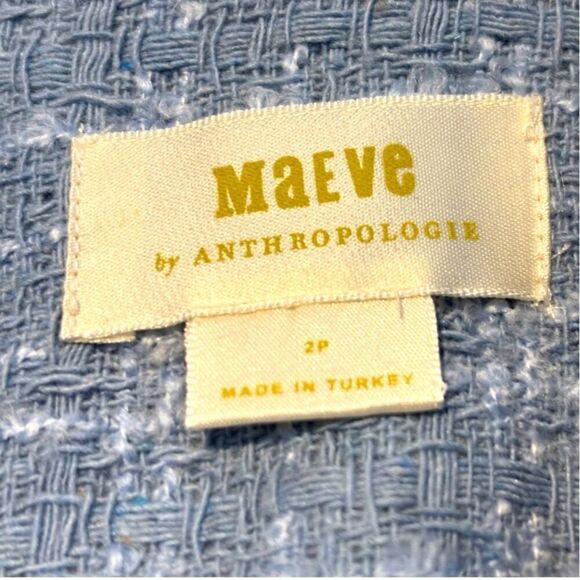 MaEve
by ANTHROPOLOGIE
2P
MADE IN TURKEY